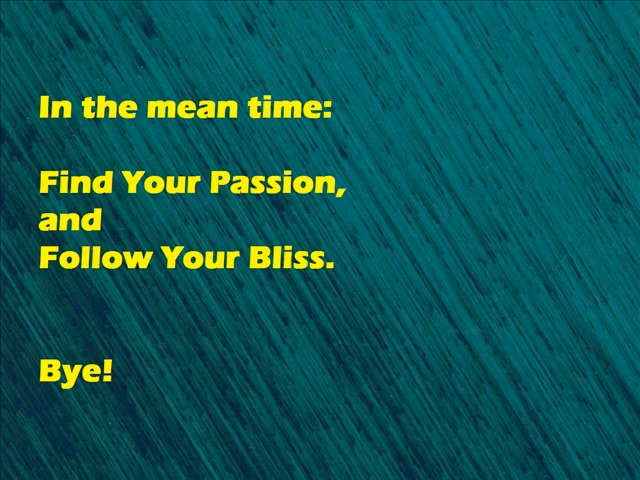 In the mean time:
Find Your Passion,
and
Follow Your Bliss.
Bye!